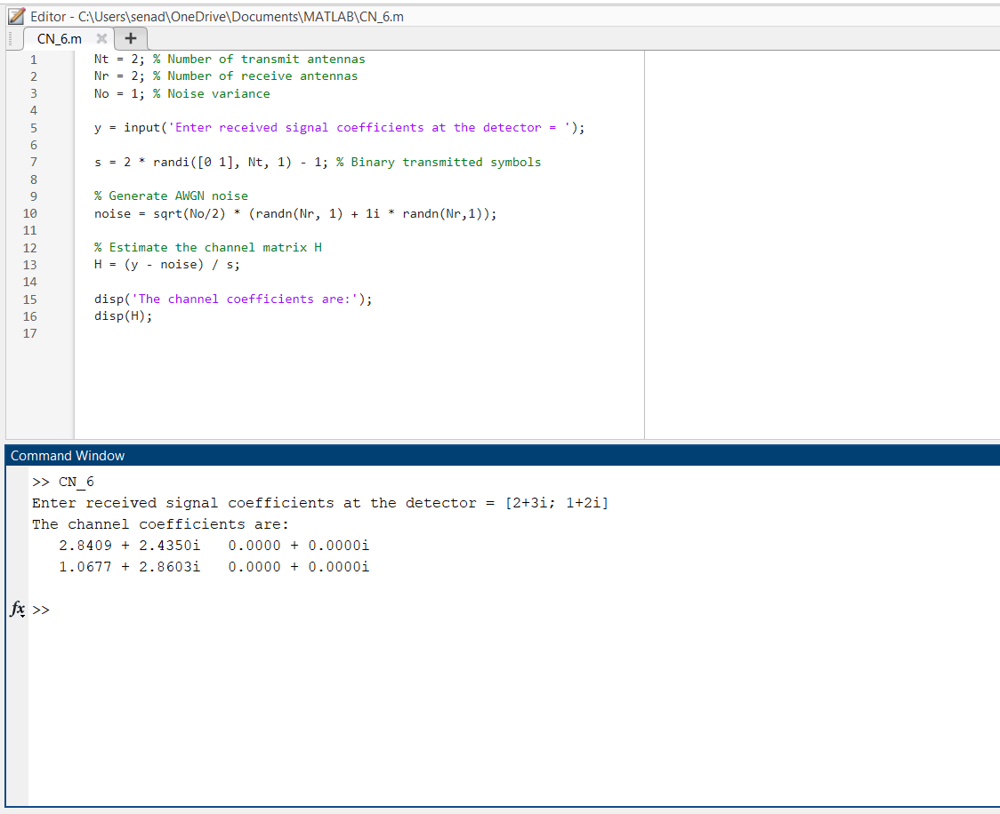 Editor - C:\Users\senad\OneDrive\Documents\MATLAB\CN_6.m
CN_6.m
1 Nt = 2; % Number of transmit antennas
2 Nr = 2; % Number of receive antennas
3 No = 1; % Noise variance
4
5 y = input('Enter received signal coefficients at the detector = ');
6
7 s = 2 * randi([0 1], Nt, 1) - 1; % Binary transmitted symbols
8
9 % Generate AWGN noise
10 noise = sqrt(No/2) * (randn(Nr, 1) + 1i * randn(Nr,1));
11
12 % Estimate the channel matrix H
13 H = (y - noise) / s;
14
15 disp('The channel coefficients are:');
16 disp(H);
17
Command Window
>> CN_6
Enter received signal coefficients at the detector = [2+3i; 1+2i]
The channel coefficients are:
2.8409 + 2.4350i   0.0000 + 0.0000i
1.0677 + 2.8603i   0.0000 + 0.0000i
fx >>